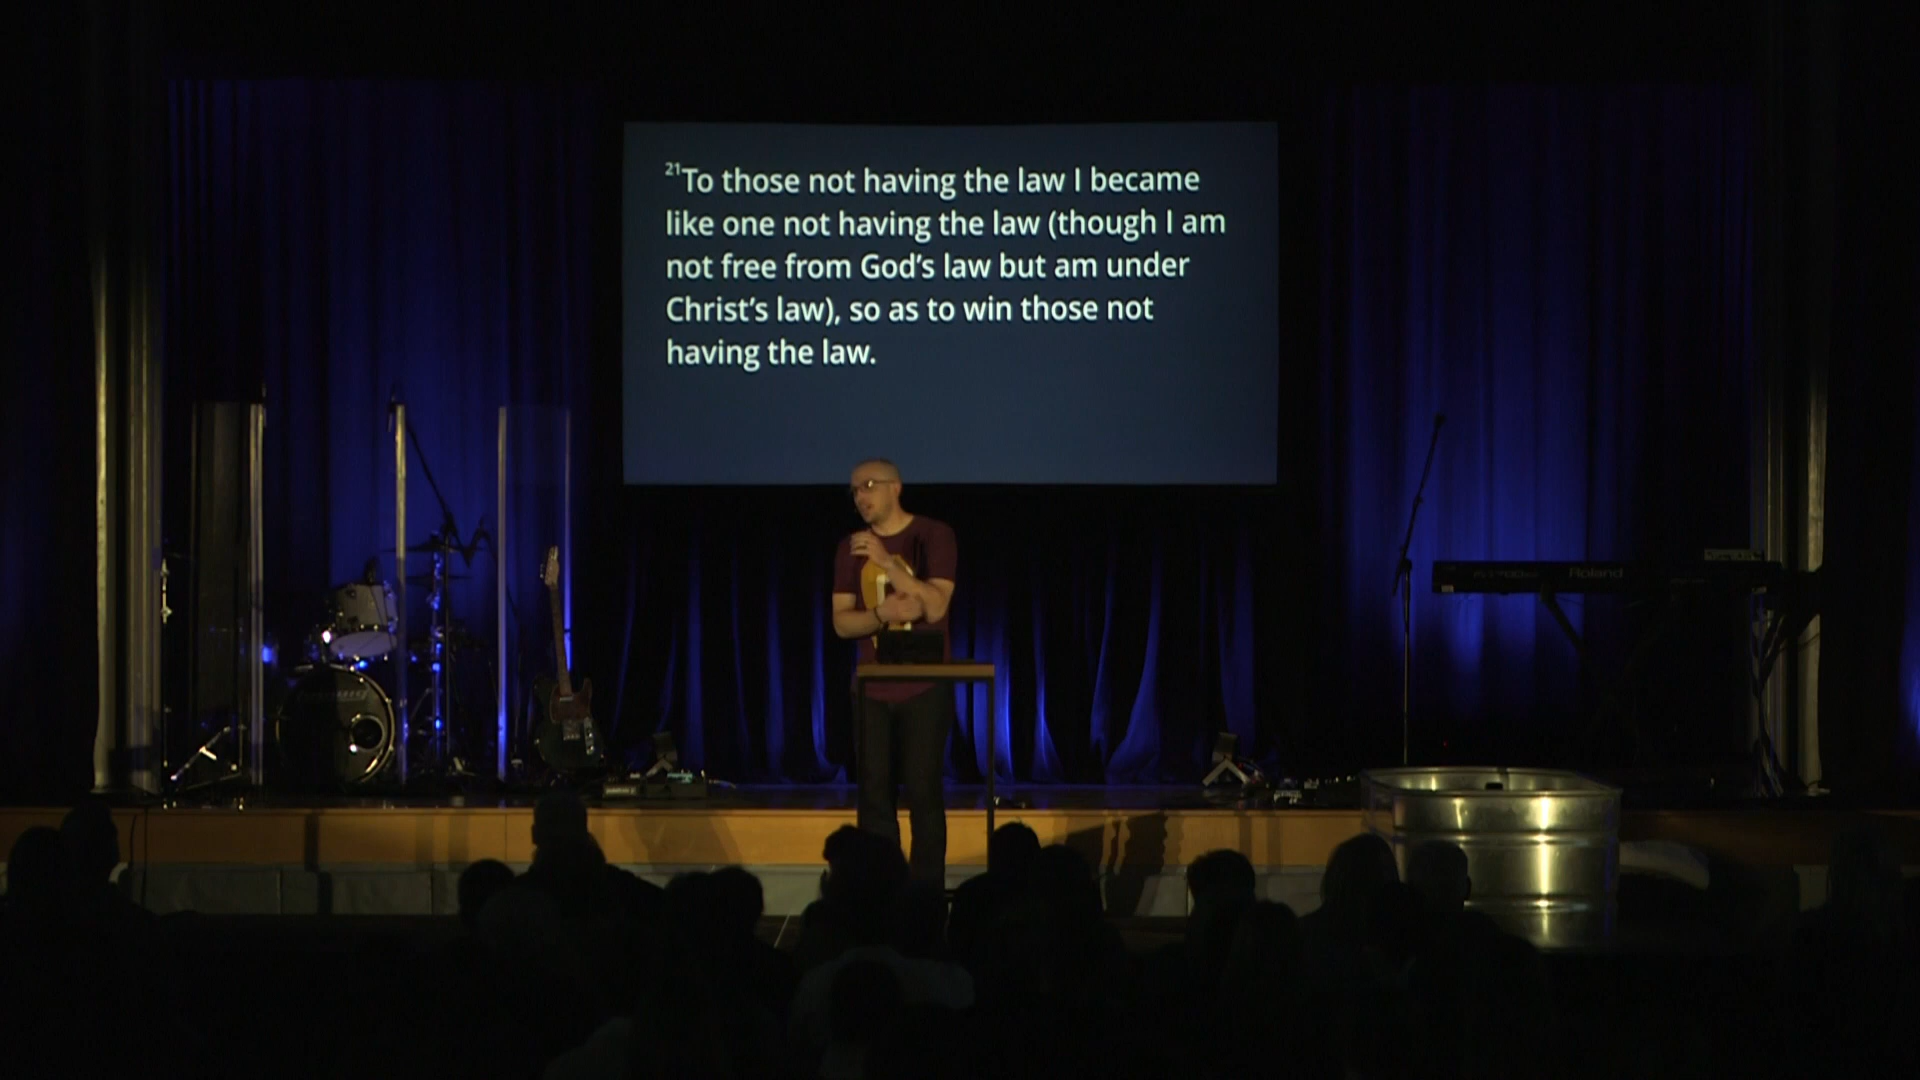 21To those not having the law I became
like one not having the law (though I am
not free from God's law but am under
Christ's law), so as to win those not
having the law.
Roland